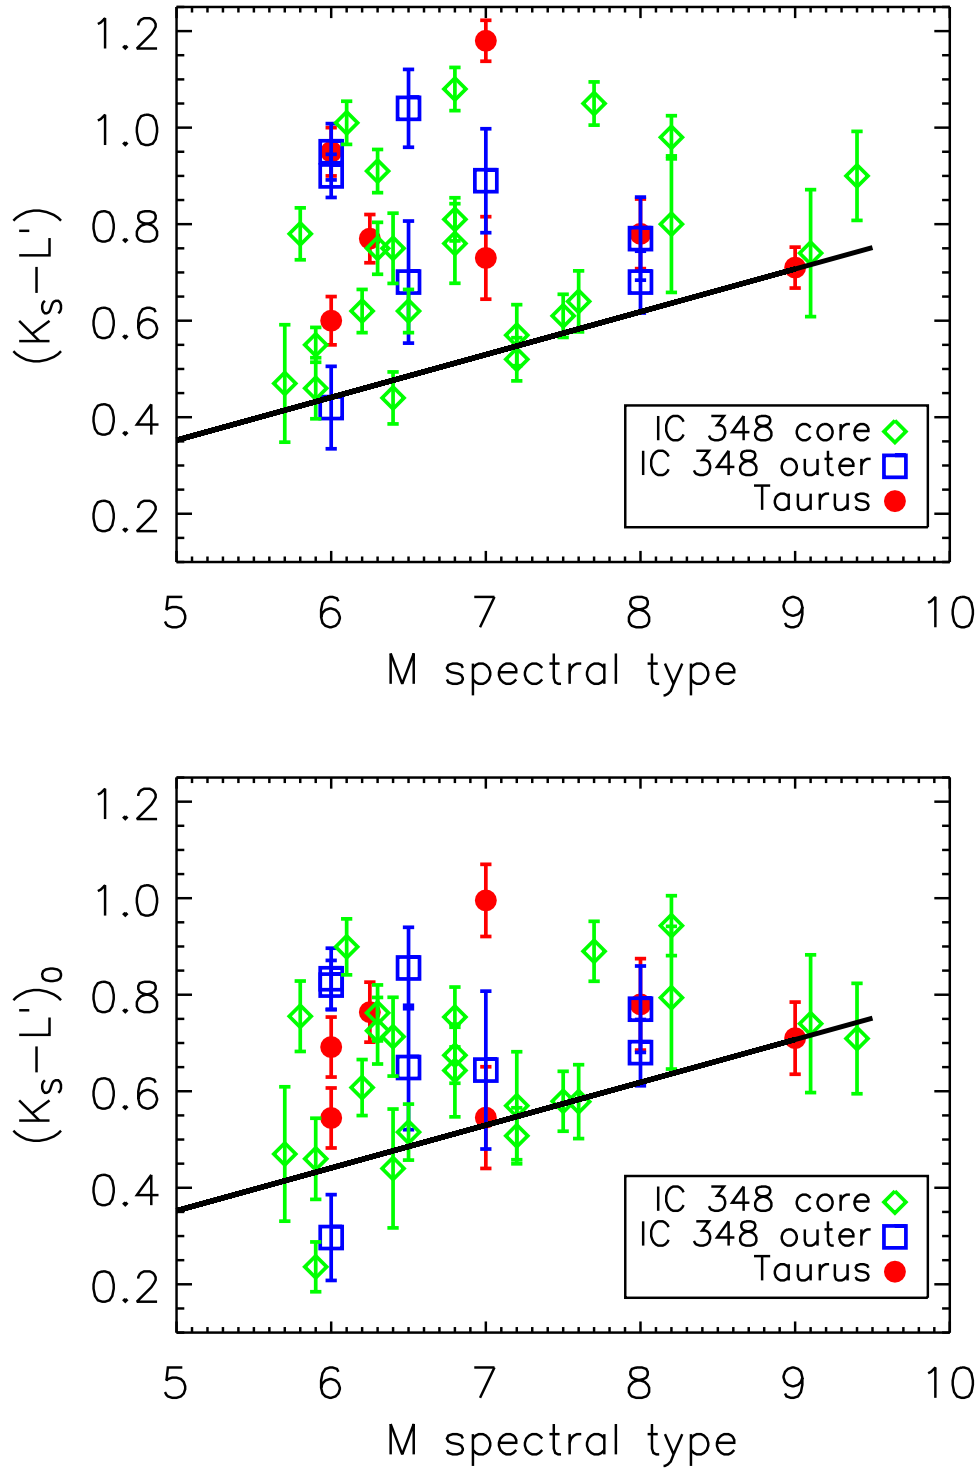 1.2
1.0
0.8
0.6
0.4
0.2
(K_S−L')
IC 348 core
IC 348 outer
Taurus
5 6 7 8 9 10
M spectral type
1.2
1.0
0.8
0.6
0.4
0.2
(K_S−L')_0
IC 348 core
IC 348 outer
Taurus
5 6 7 8 9 10
M spectral type